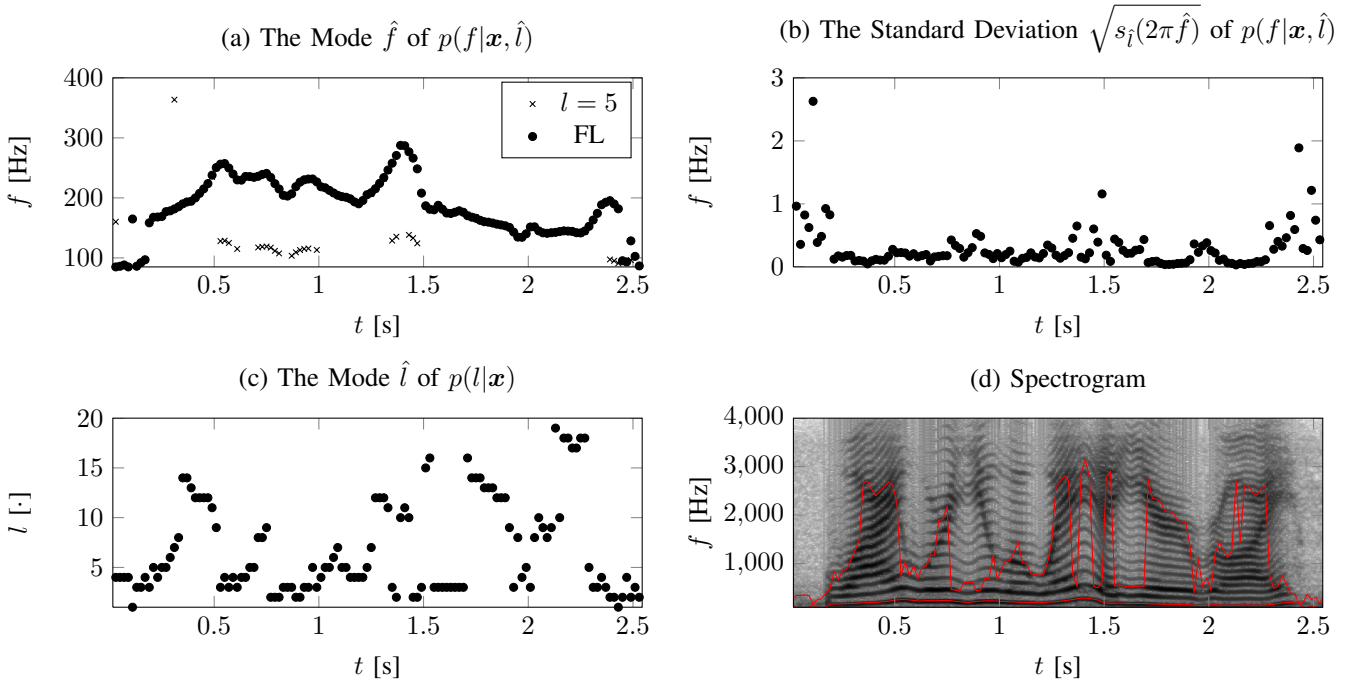 (a) The Mode f̂ of p(f|x, l̂)
400
300
200
100
0.5 1 1.5 2 2.5
f [Hz]
t [s]
l = 5
FL
(b) The Standard Deviation √s_l̂(2πf̂) of p(f|x, l̂)
3
2
1
0
0.5 1 1.5 2 2.5
f [Hz]
t [s]
(c) The Mode l̂ of p(l|x)
20
15
10
5
0.5 1 1.5 2 2.5
l [·]
t [s]
(d) Spectrogram
4,000
3,000
2,000
1,000
0.5 1 1.5 2 2.5
f [Hz]
t [s]